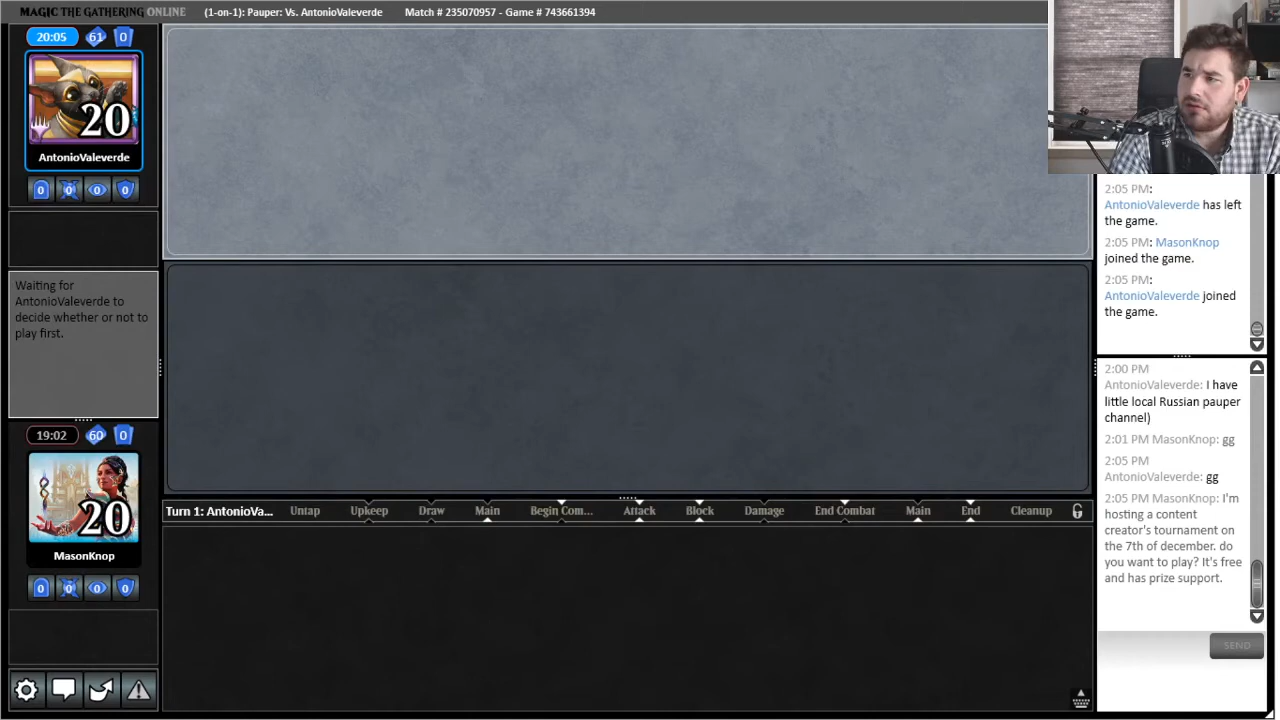 MAGIC THE GATHERING ONLINE
(1-on-1): Pauper: Vs. AntonioValeverde
Match # 235070957 - Game # 743661394
20:05
61
0
20
AntonioValeverde
0
0
0
0
Waiting for
AntonioValeverde to
decide whether or not to
play first.
19:02
60
0
20
MasonKnop
0
0
0
0
Turn 1: AntonioVa...
Untap
Upkeep
Draw
Main
Begin Com...
Attack
Block
Damage
End Combat
Main
End
Cleanup
2:05 PM:
AntonioValeverde has left
the game.
2:05 PM: MasonKnop
joined the game.
2:05 PM:
AntonioValeverde joined
the game.
2:00 PM
AntonioValeverde: I have
little local Russian pauper
channel)
2:01 PM MasonKnop: gg
2:05 PM
AntonioValeverde: gg
2:05 PM MasonKnop: I'm
hosting a content
creator's tournament on
the 7th of december. do
you want to play? It's free
and has prize support.
SEND